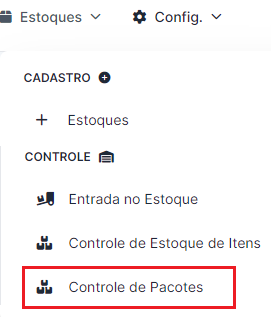 Estoques Config.
CADASTRO
Estoques
CONTROLE
Entrada no Estoque
Controle de Estoque de Itens
Controle de Pacotes